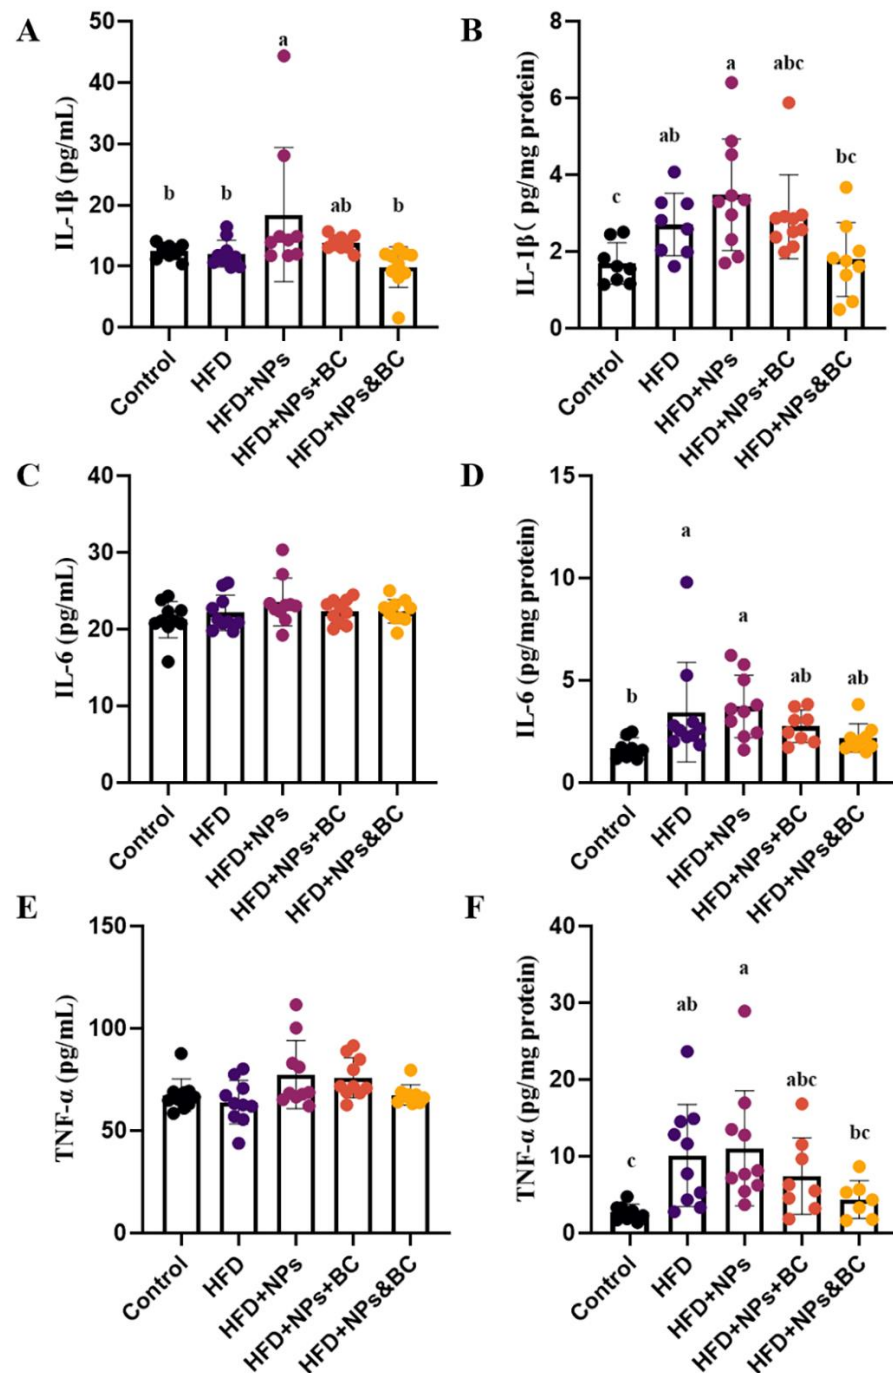 A
IL-1β (pg/mL)
50
40
30
20
10
0
b
b
a
ab
b
Control
HFD
HFD+NPs
HFD+NPs+BC
HFD+NPs&BC
B
IL-1β ( pg/mg protein)
8
6
4
2
0
c
ab
a
abc
bc
Control
HFD
HFD+NPs
HFD+NPs+BC
HFD+NPs&BC
C
IL-6 (pg/mL)
40
30
20
10
0
Control
HFD
HFD+NPs
HFD+NPs+BC
HFD+NPs&BC
D
IL-6 (pg/mg protein)
15
10
5
0
b
a
a
ab
ab
Control
HFD
HFD+NPs
HFD+NPs+BC
HFD+NPs&BC
E
TNF-α (pg/mL)
150
100
50
0
Control
HFD
HFD+NPs
HFD+NPs+BC
HFD+NPs&BC
F
TNF-α (pg/mg protein)
40
30
20
10
0
c
ab
a
abc
bc
Control
HFD
HFD+NPs
HFD+NPs+BC
HFD+NPs&BC